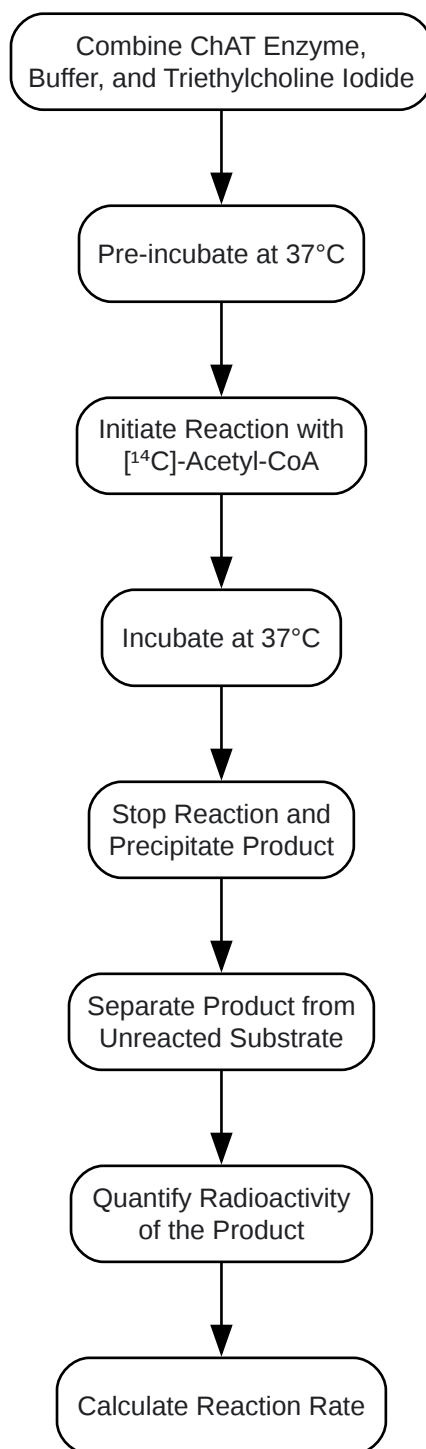 Combine ChAT Enzyme,
Buffer, and Triethylcholine Iodide
Pre-incubate at 37°C
Initiate Reaction with
[¹⁴C]-Acetyl-CoA
Incubate at 37°C
Stop Reaction and
Precipitate Product
Separate Product from
Unreacted Substrate
Quantify Radioactivity
of the Product
Calculate Reaction Rate